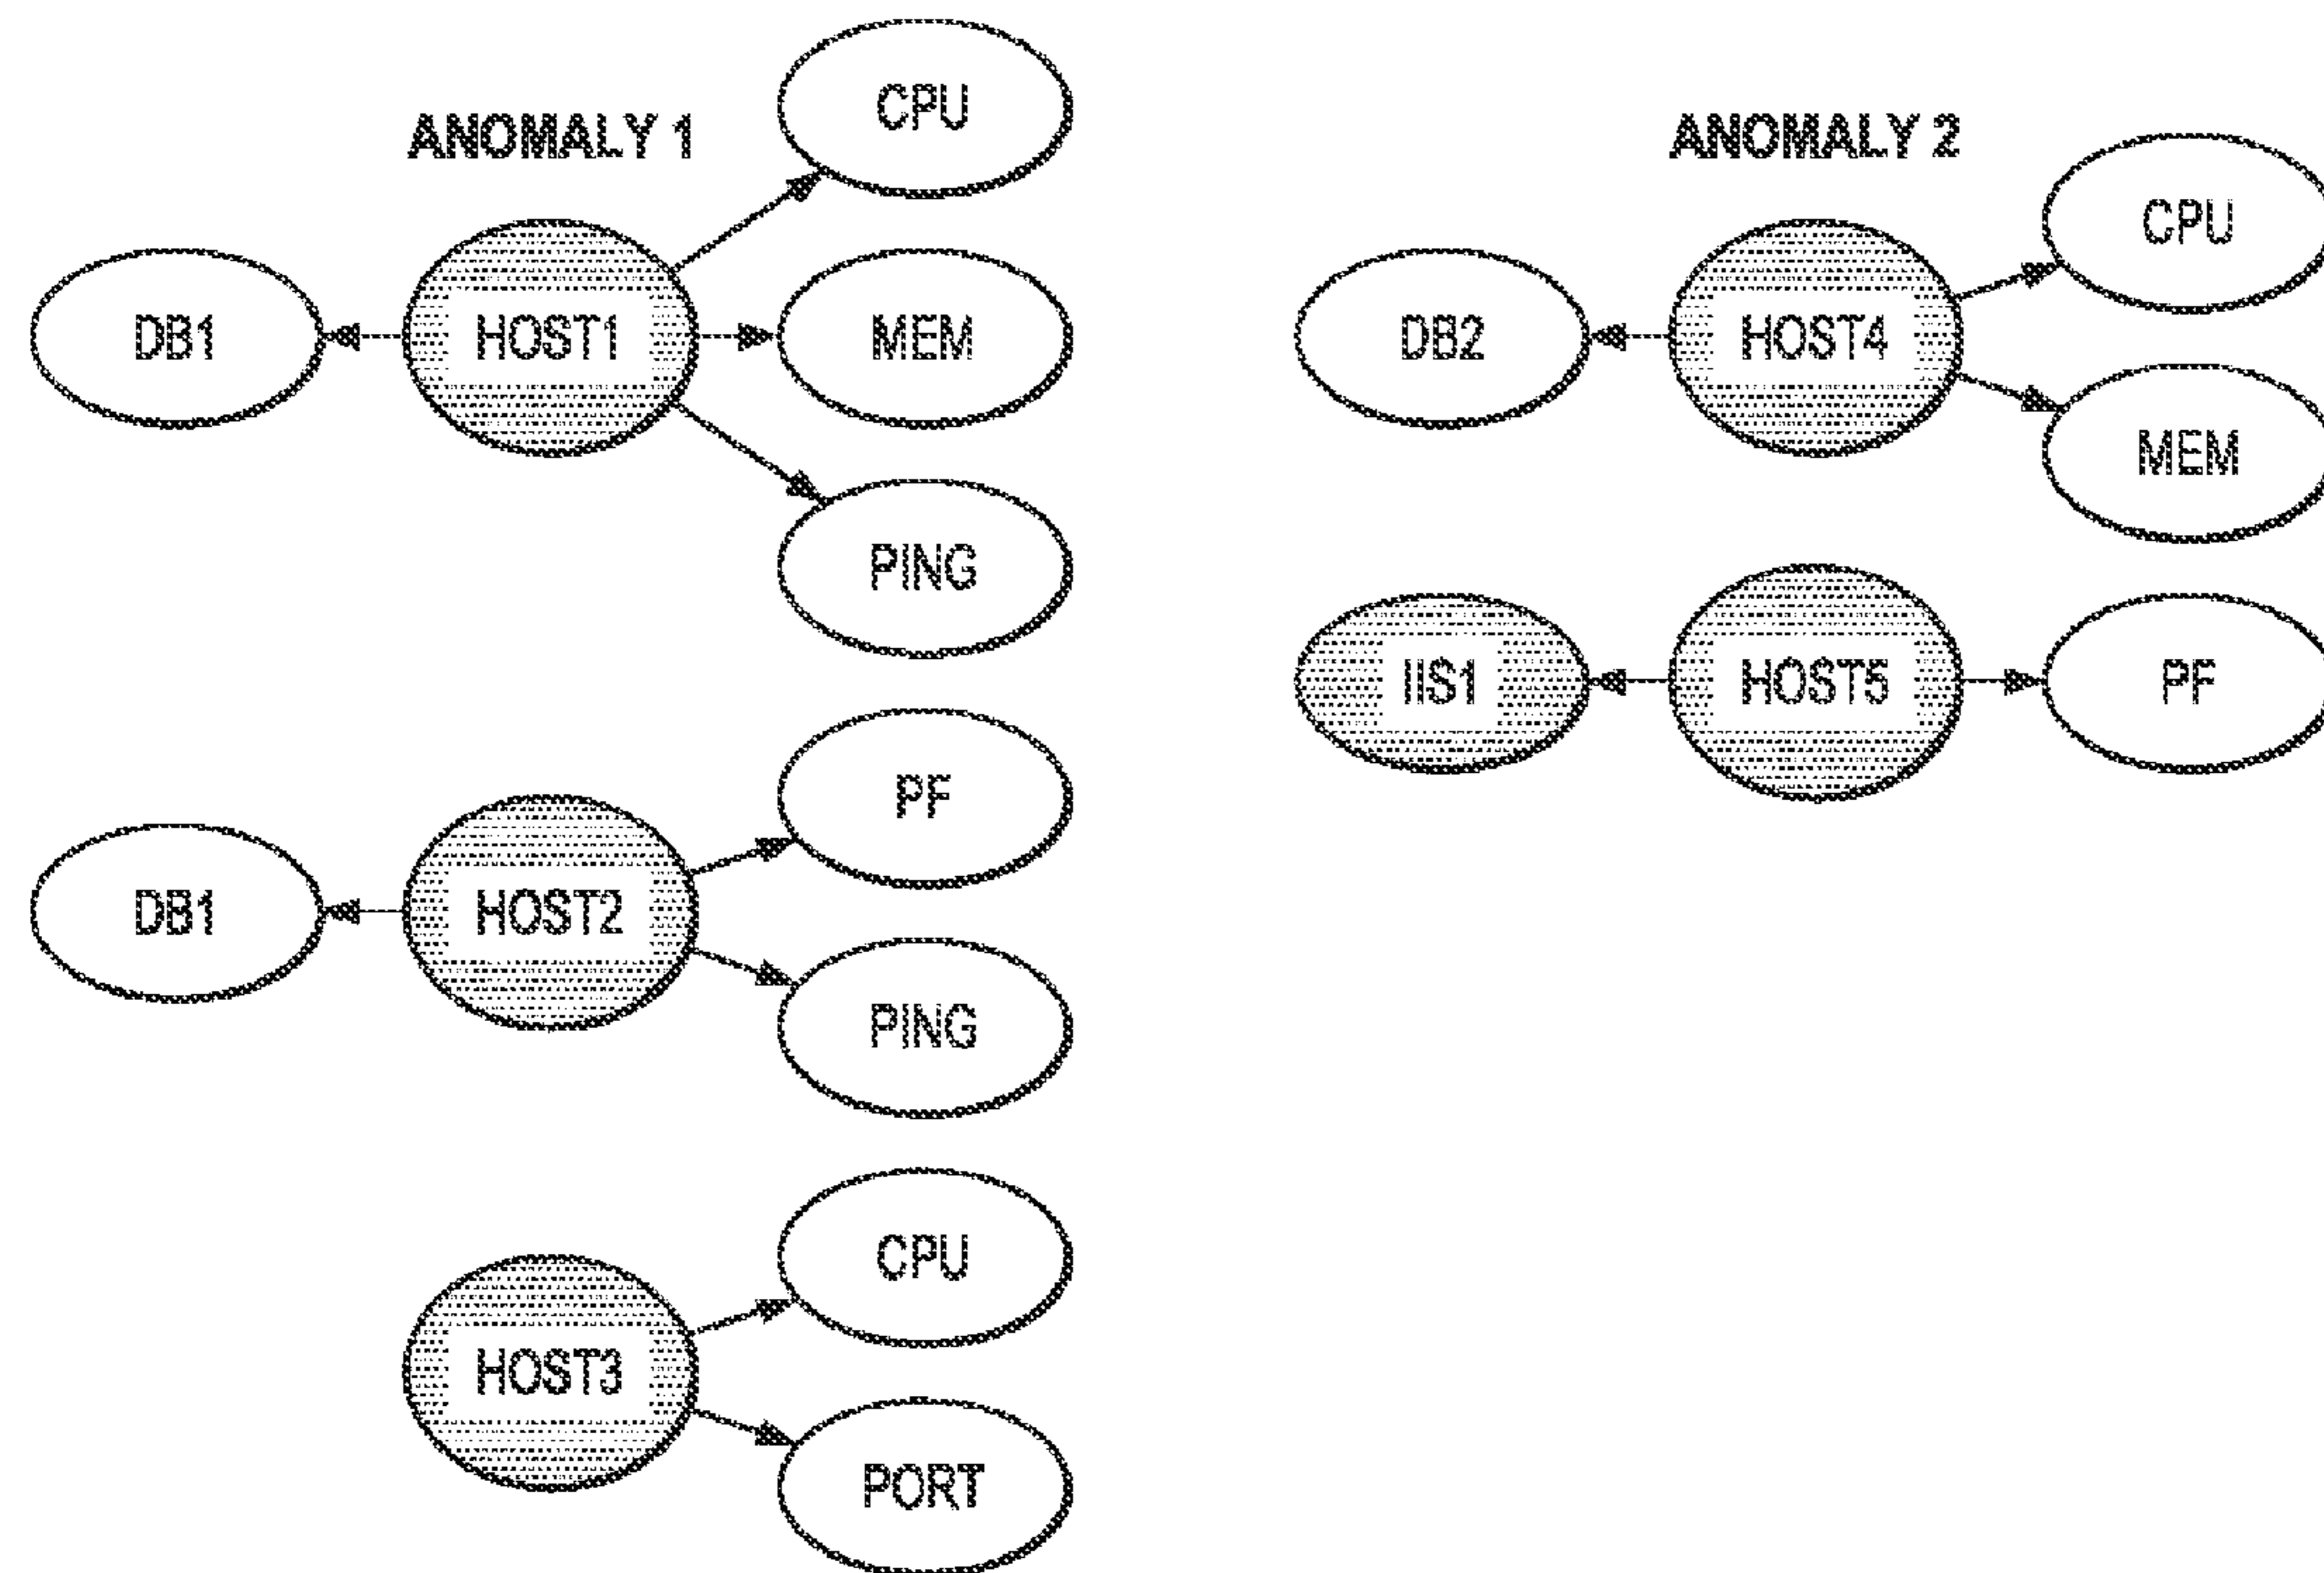 ANOMALY 1
CPU
DB1
HOST1
MEM
PING
DB1
HOST2
PF
PING
HOST3
CPU
PORT
ANOMALY 2
CPU
DB2
HOST4
MEM
IIS1
HOST5
PF